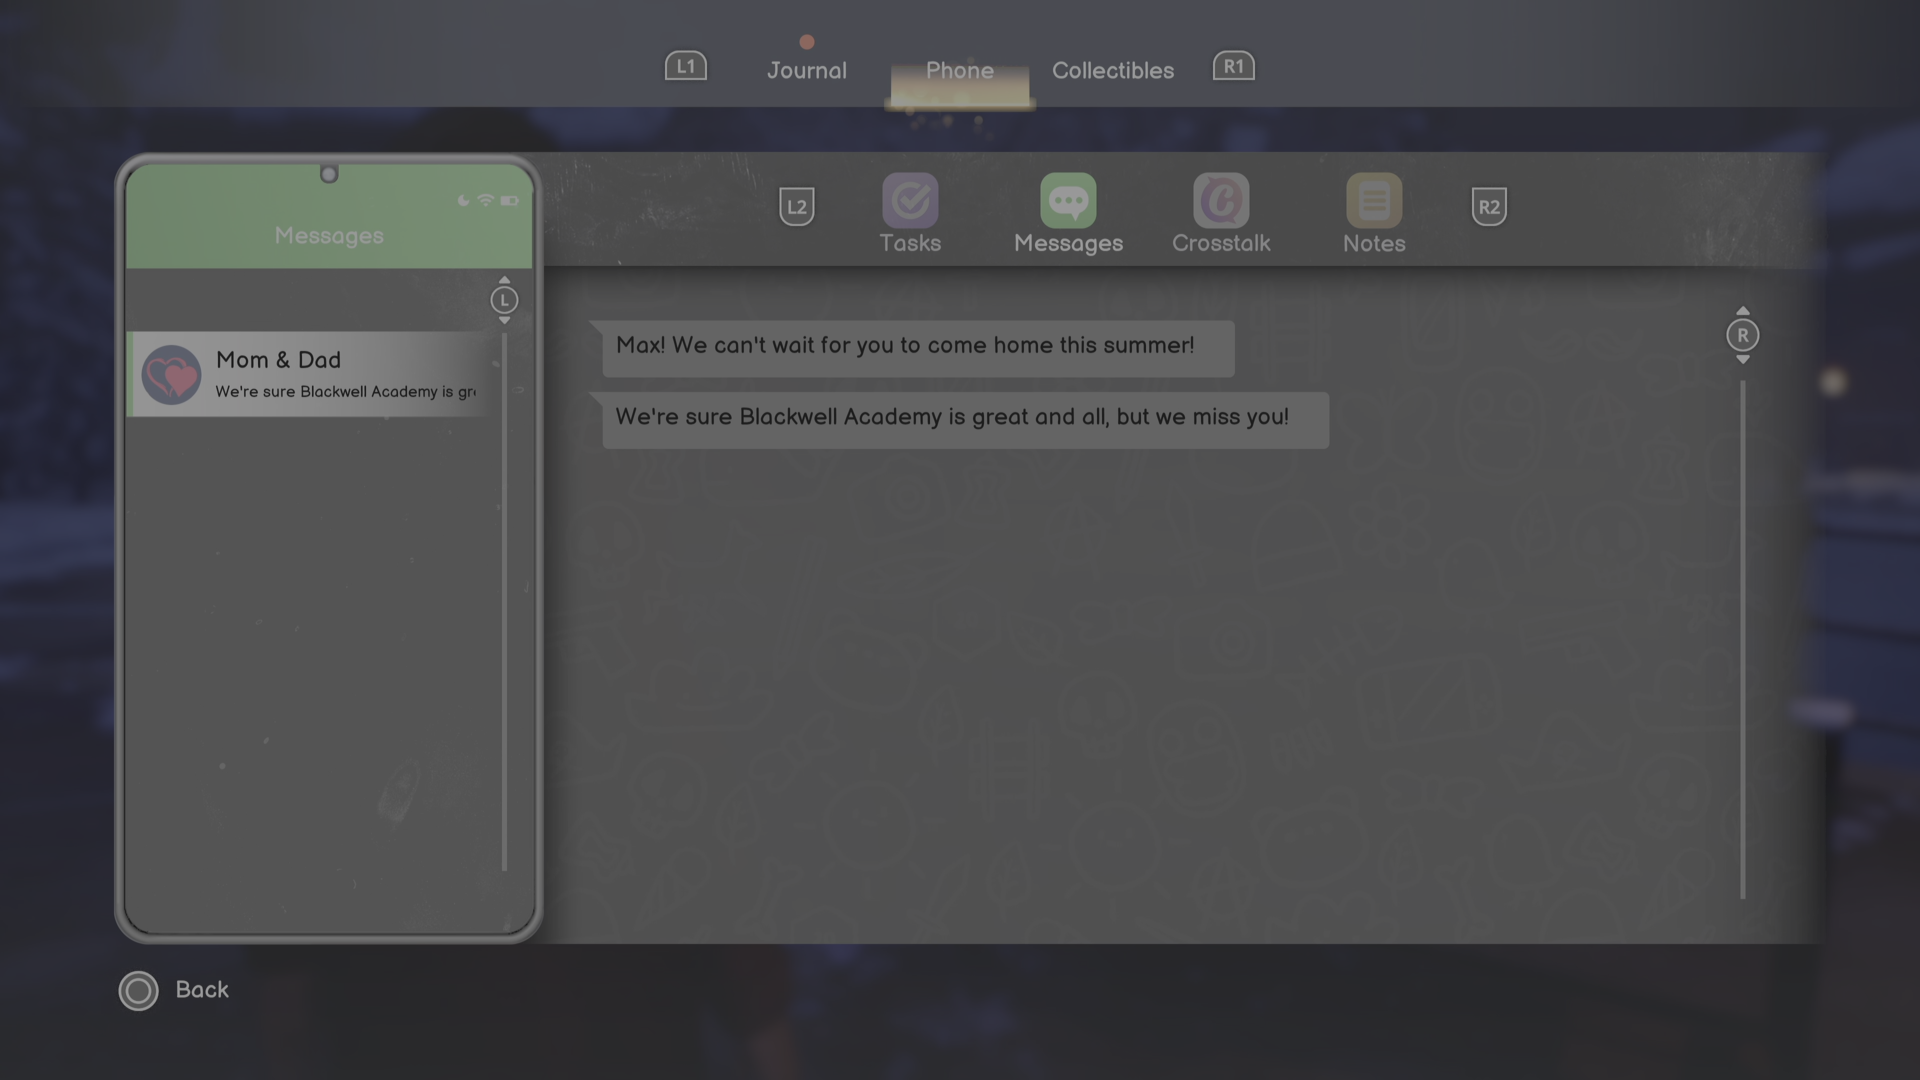 L1 Journal Phone Collectibles R1
L2 Tasks Messages Crosstalk Notes R2
Messages
L
Mom & Dad
We're sure Blackwell Academy is gr
Max! We can't wait for you to come home this summer!
We're sure Blackwell Academy is great and all, but we miss you!
R
Back